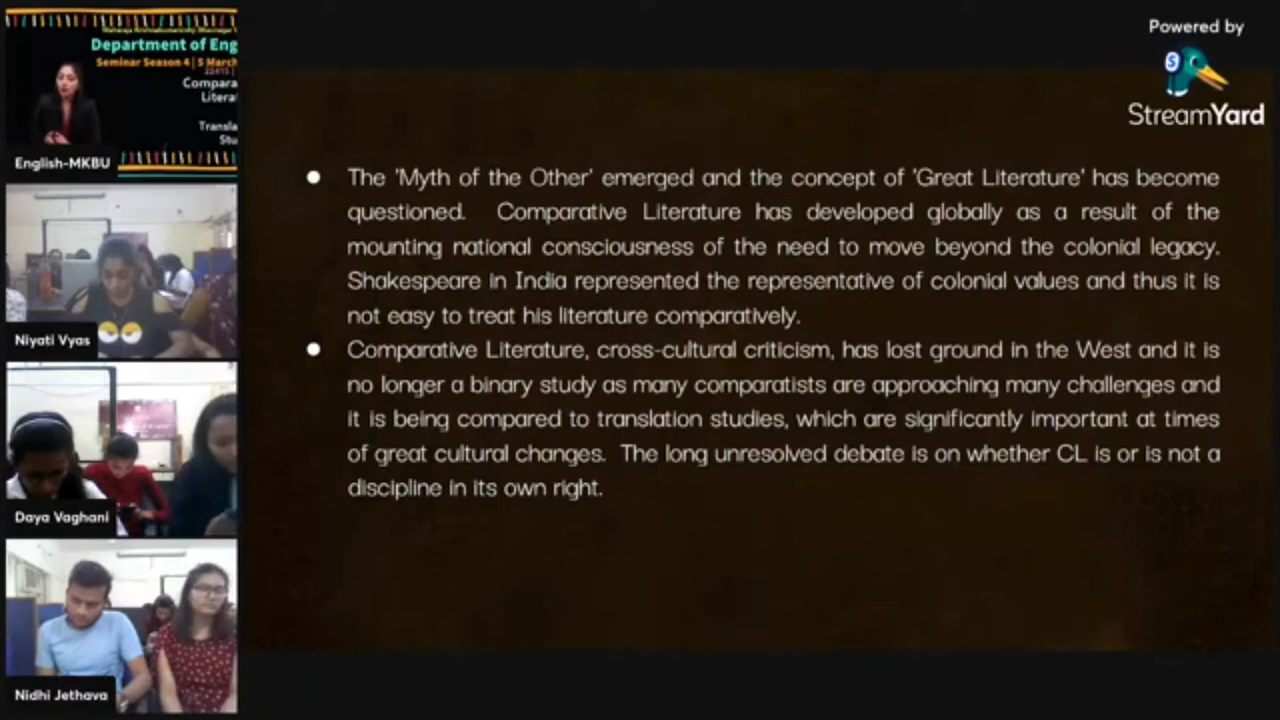 Department of Eng
Seminar Season 4 | 5 March
Compara
Litera
Transla
Stu
English-MKBU
Niyati Vyas
Daya Vaghani
Nidhi Jethava
Powered by
StreamYard
• The 'Myth of the Other' emerged and the concept of 'Great Literature' has become
questioned. Comparative Literature has developed globally as a result of the
mounting national consciousness of the need to move beyond the colonial legacy.
Shakespeare in India represented the representative of colonial values and thus it is
not easy to treat his literature comparatively.
• Comparative Literature, cross-cultural criticism, has lost ground in the West and it is
no longer a binary study as many comparatists are approaching many challenges and
it is being compared to translation studies, which are significantly important at times
of great cultural changes. The long unresolved debate is on whether CL is or is not a
discipline in its own right.